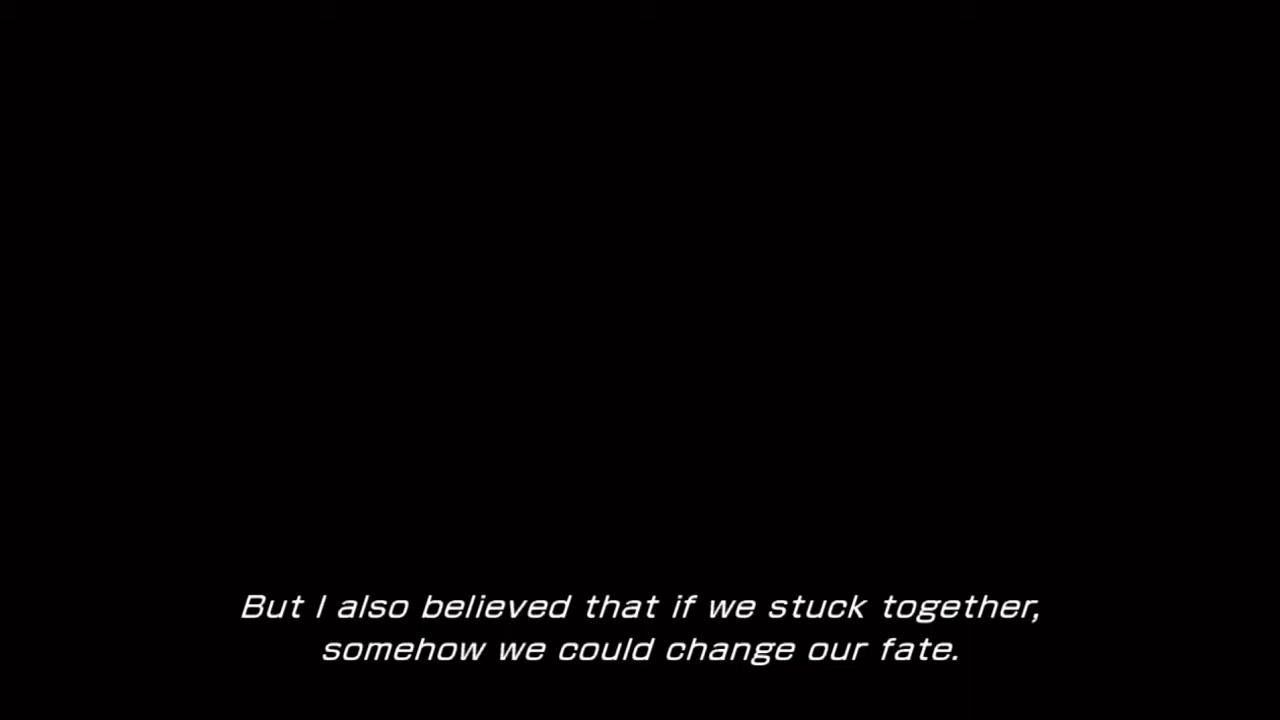 But I also believed that if we stuck together,
somehow we could change our fate.